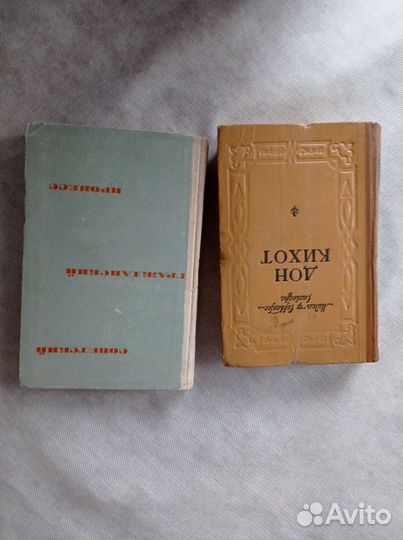 СОВЕТСКИЙ
ГРАЖДАНСКИЙ
ПРОЦЕСС
ДОН
КИХОТ
Avito